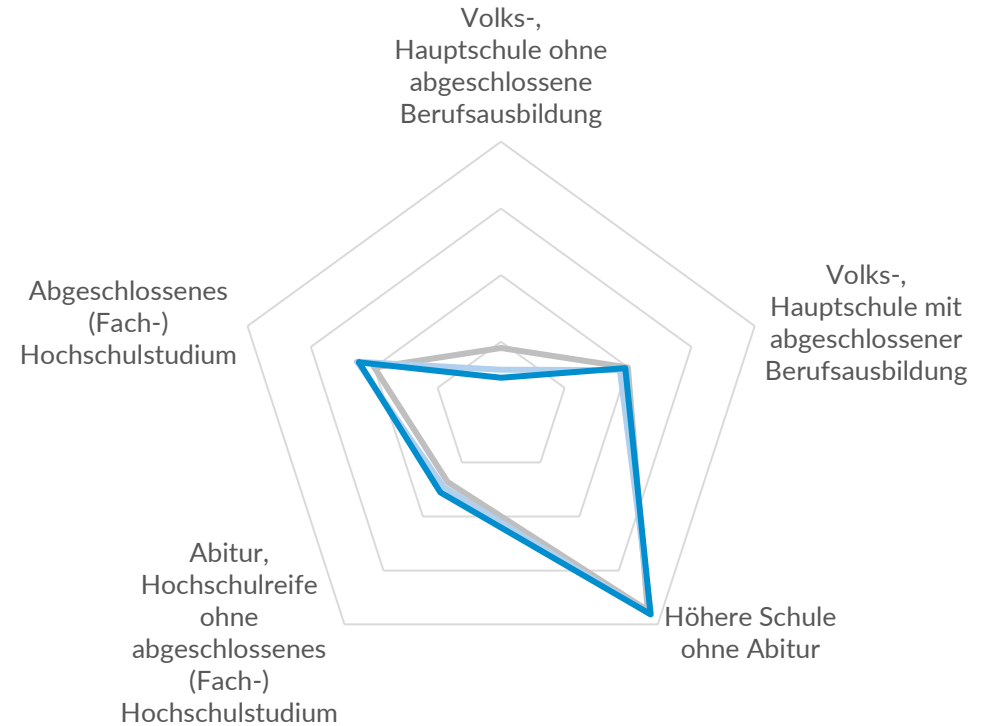 Volks-,
Hauptschule ohne
abgeschlossene
Berufsausbildung
Volks-,
Hauptschule mit
abgeschlossener
Berufsausbildung
Höhere Schule
ohne Abitur
Abitur,
Hochschulreife
ohne
abgeschlossenes
(Fach-)
Hochschulstudium
Abgeschlossenes
(Fach-)
Hochschulstudium